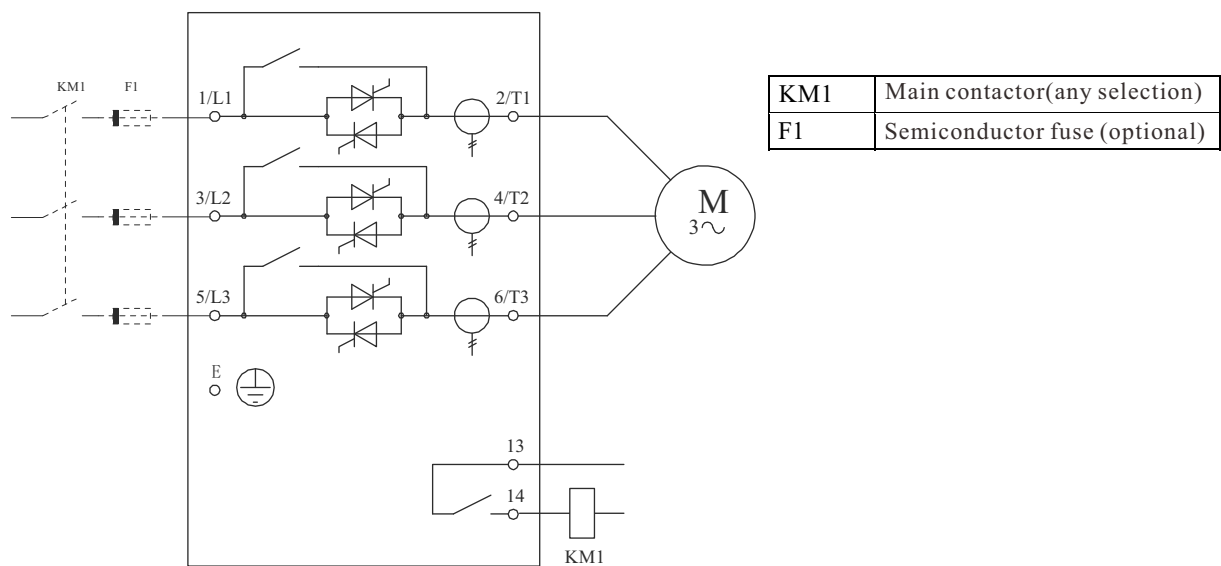 KM1 F1
1/L1 2/T1
3/L2 4/T2
5/L3 6/T3
M
3~
E
13
14
KM1
KM1 Main contactor(any selection)
F1 Semiconductor fuse (optional)